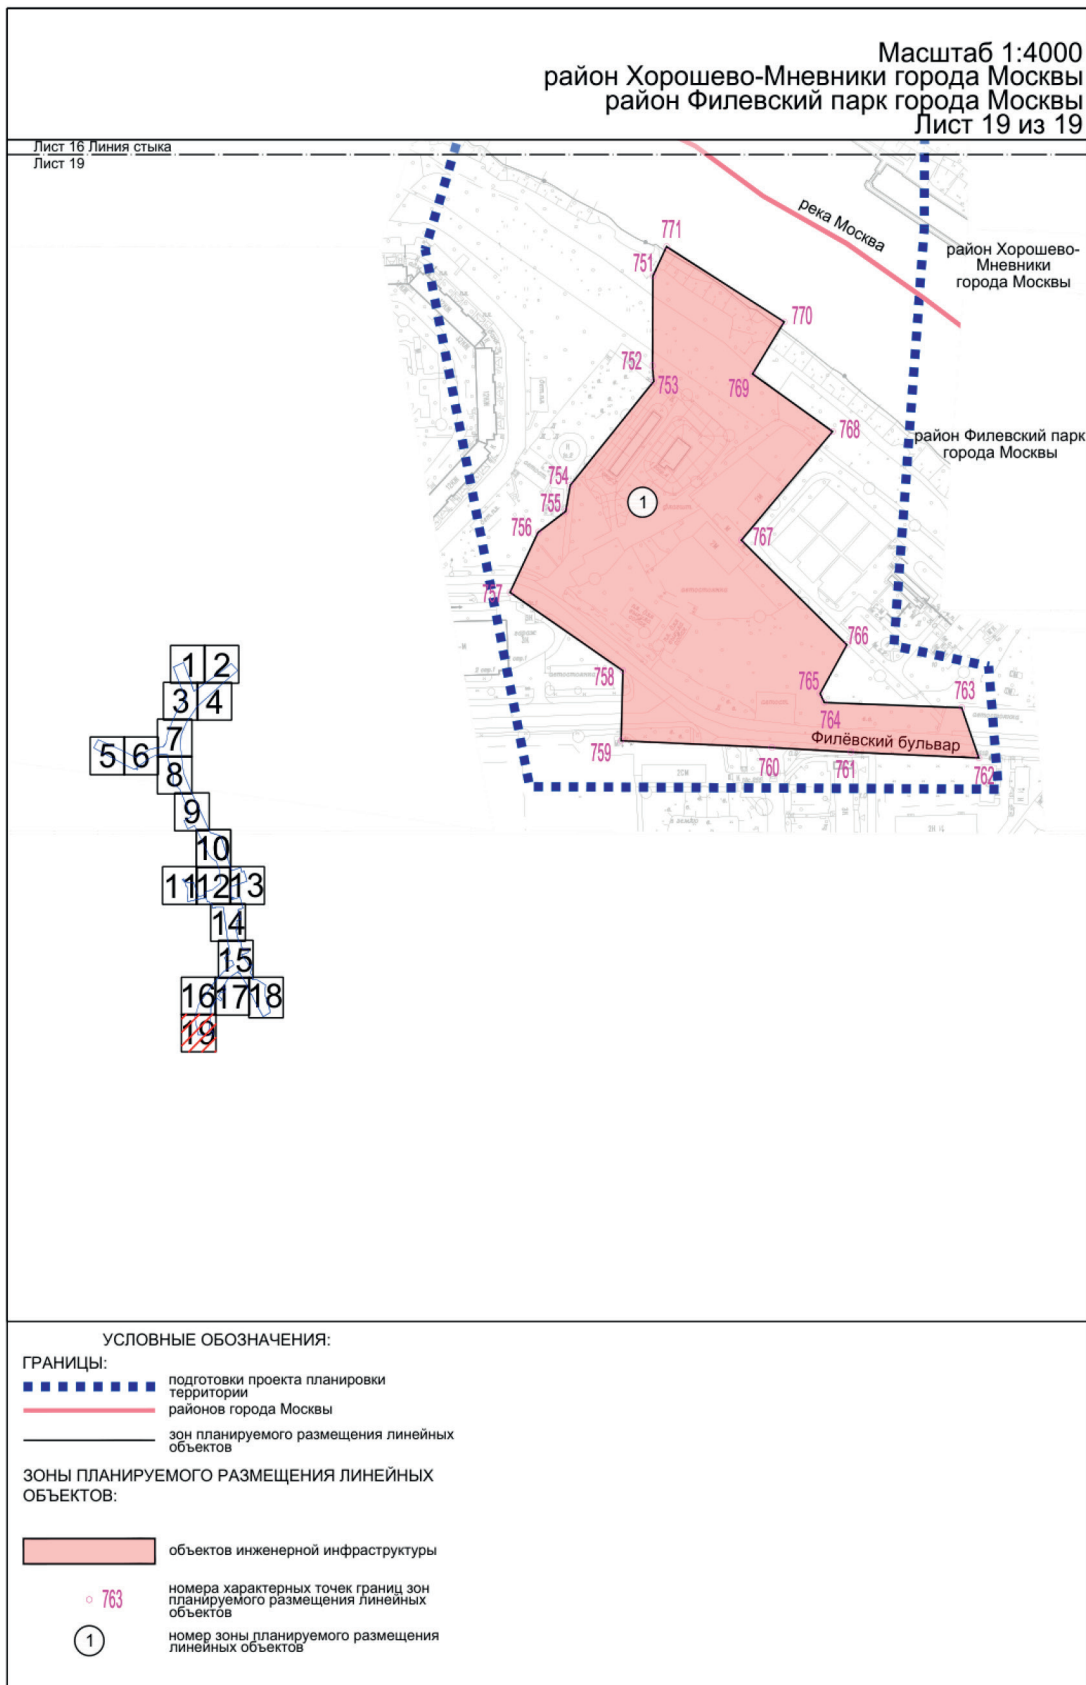 Масштаб 1:4000
район Хорошево-Мневники города Москвы
район Филевский парк города Москвы
Лист 19 из 19
Лист 16 Линия стыка
Лист 19
река Москва
район Хорошево-
Мневники
города Москвы
район Филевский парк
города Москвы
771
751
770
752
753
769
768
754
755
756
1
767
757
766
758
765
763
764
759
Филёвский бульвар
760
761
762
1 2
3 4
7
5 6
8
9
10
11 12 13
14
15
16 17 18
19
УСЛОВНЫЕ ОБОЗНАЧЕНИЯ:
ГРАНИЦЫ:
подготовки проекта планировки
территории
районов города Москвы
зон планируемого размещения линейных
объектов
ЗОНЫ ПЛАНИРУЕМОГО РАЗМЕЩЕНИЯ ЛИНЕЙНЫХ
ОБЪЕКТОВ:
объектов инженерной инфраструктуры
763
номера характерных точек границ зон
планируемого размещения линейных
объектов
1
номер зоны планируемого размещения
линейных объектов